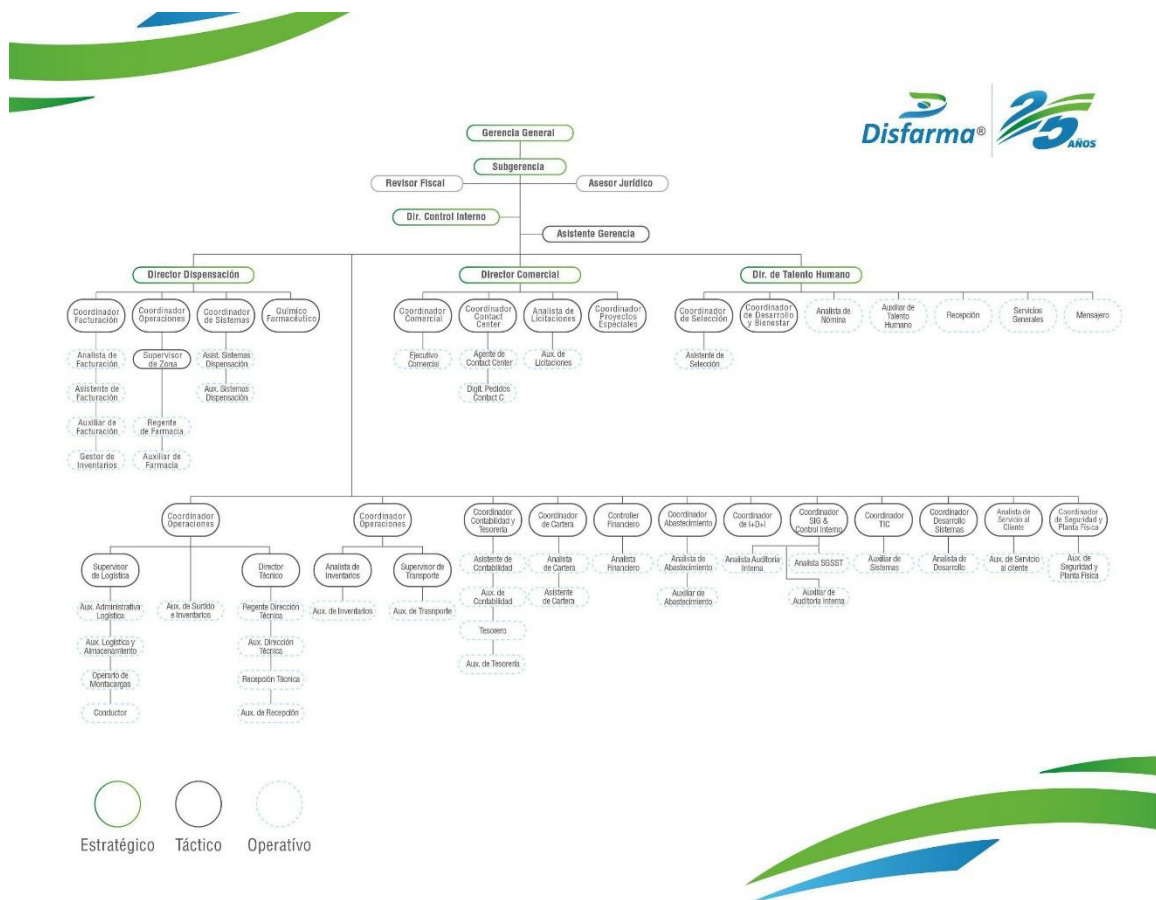 Disfarma®
25
AÑOS
Gerencia General
Subgerencia
Revisor Fiscal
Asesor Jurídico
Dir. Control Interno
Asistente Gerencia
Director Dispensación
Director Comercial
Dir. de Talento Humano
Coordinador
Facturación
Coordinador
Operaciones
Coordinador
de Sistemas
Químico
Farmacéutico
Coordinador
Comercial
Coordinador
Contact
Center
Analista de
Licitaciones
Coordinador
Proyectos
Especiales
Coordinador
de Selección
Coordinador
de Desarrollo
y Bienestar
Analista de
Nómina
Auxiliar de
Talento
Humano
Recepción
Servicios
Generales
Mensajero
Analista de
Facturación
Supervisor
de Zona
Asist. Sistemas
Dispensación
Ejecutivo
Comercial
Agente de
Contact Center
Aux. de
Licitaciones
Asistente de
Selección
Asistente de
Facturación
Aux. Sistemas
Dispensación
Digit. Pedidos
Contact C
Auxiliar de
Facturación
Regente
de Farmacia
Gestor de
Inventarios
Auxiliar de
Farmacia
Coordinador
Operaciones
Coordinador
Operaciones
Coordinador
Contabilidad y
Tesorería
Coordinador
de Cartera
Controller
Financiero
Coordinador
Abastecimiento
Coordinador
de I+D+i
Coordinador
SIG &
Control Interno
Coordinador
TIC
Coordinador
Desarrollo
Sistemas
Analista de
Servicio al
Cliente
Coordinador
de Seguridad y
Planta Física
Supervisor
de Logística
Director
Técnico
Analista de
Inventarios
Supervisor de
Transporte
Asistente de
Contabilidad
Analista
de Cartera
Analista
Financiero
Analista de
Abastecimiento
Analista Auditoría
Interna
Analista SGSST
Auxiliar de
Sistemas
Analista de
Desarrollo
Aux. de Servicio
al cliente
Aux. de
Seguridad y
Planta Física
Aux. Administrativa
Logística
Aux. de Surtido
e Inventarios
Regente Dirección
Técnica
Aux. de Inventarios
Aux. de Trasnporte
Aux. de
Contabilidad
Asistente
de Cartera
Auxiliar de
Abastecimiento
Auxiliar de
Auditoría Interna
Aux. Logística y
Almacenamiento
Aux. Dirección
Técnica
Tesorero
Operario de
Montacargas
Recepción Técnica
Aux. de Tesorería
Conductor
Aux. de Recepción
Estratégico
Táctico
Operativo